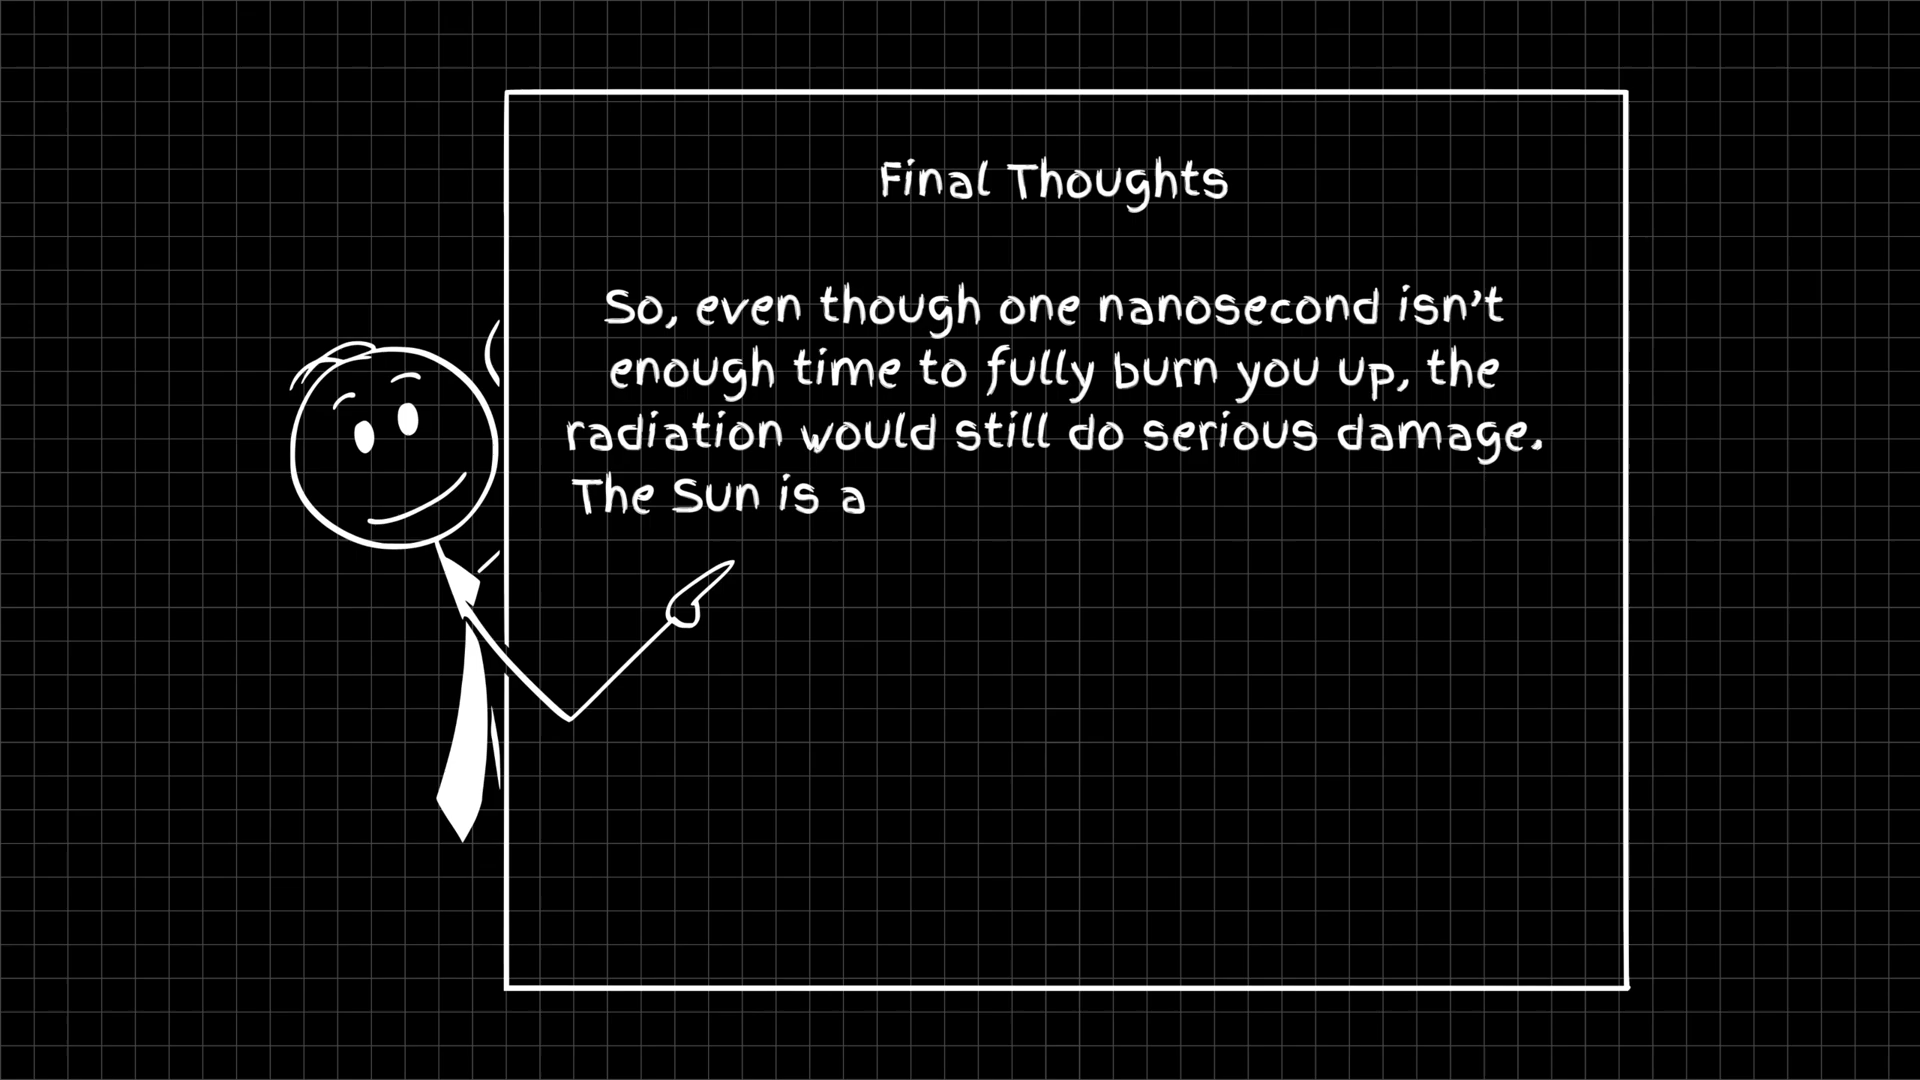 Final Thoughts
So, even though one nanosecond isn't
enough time to fully burn you up, the
radiation would still do serious damage.
The Sun is a